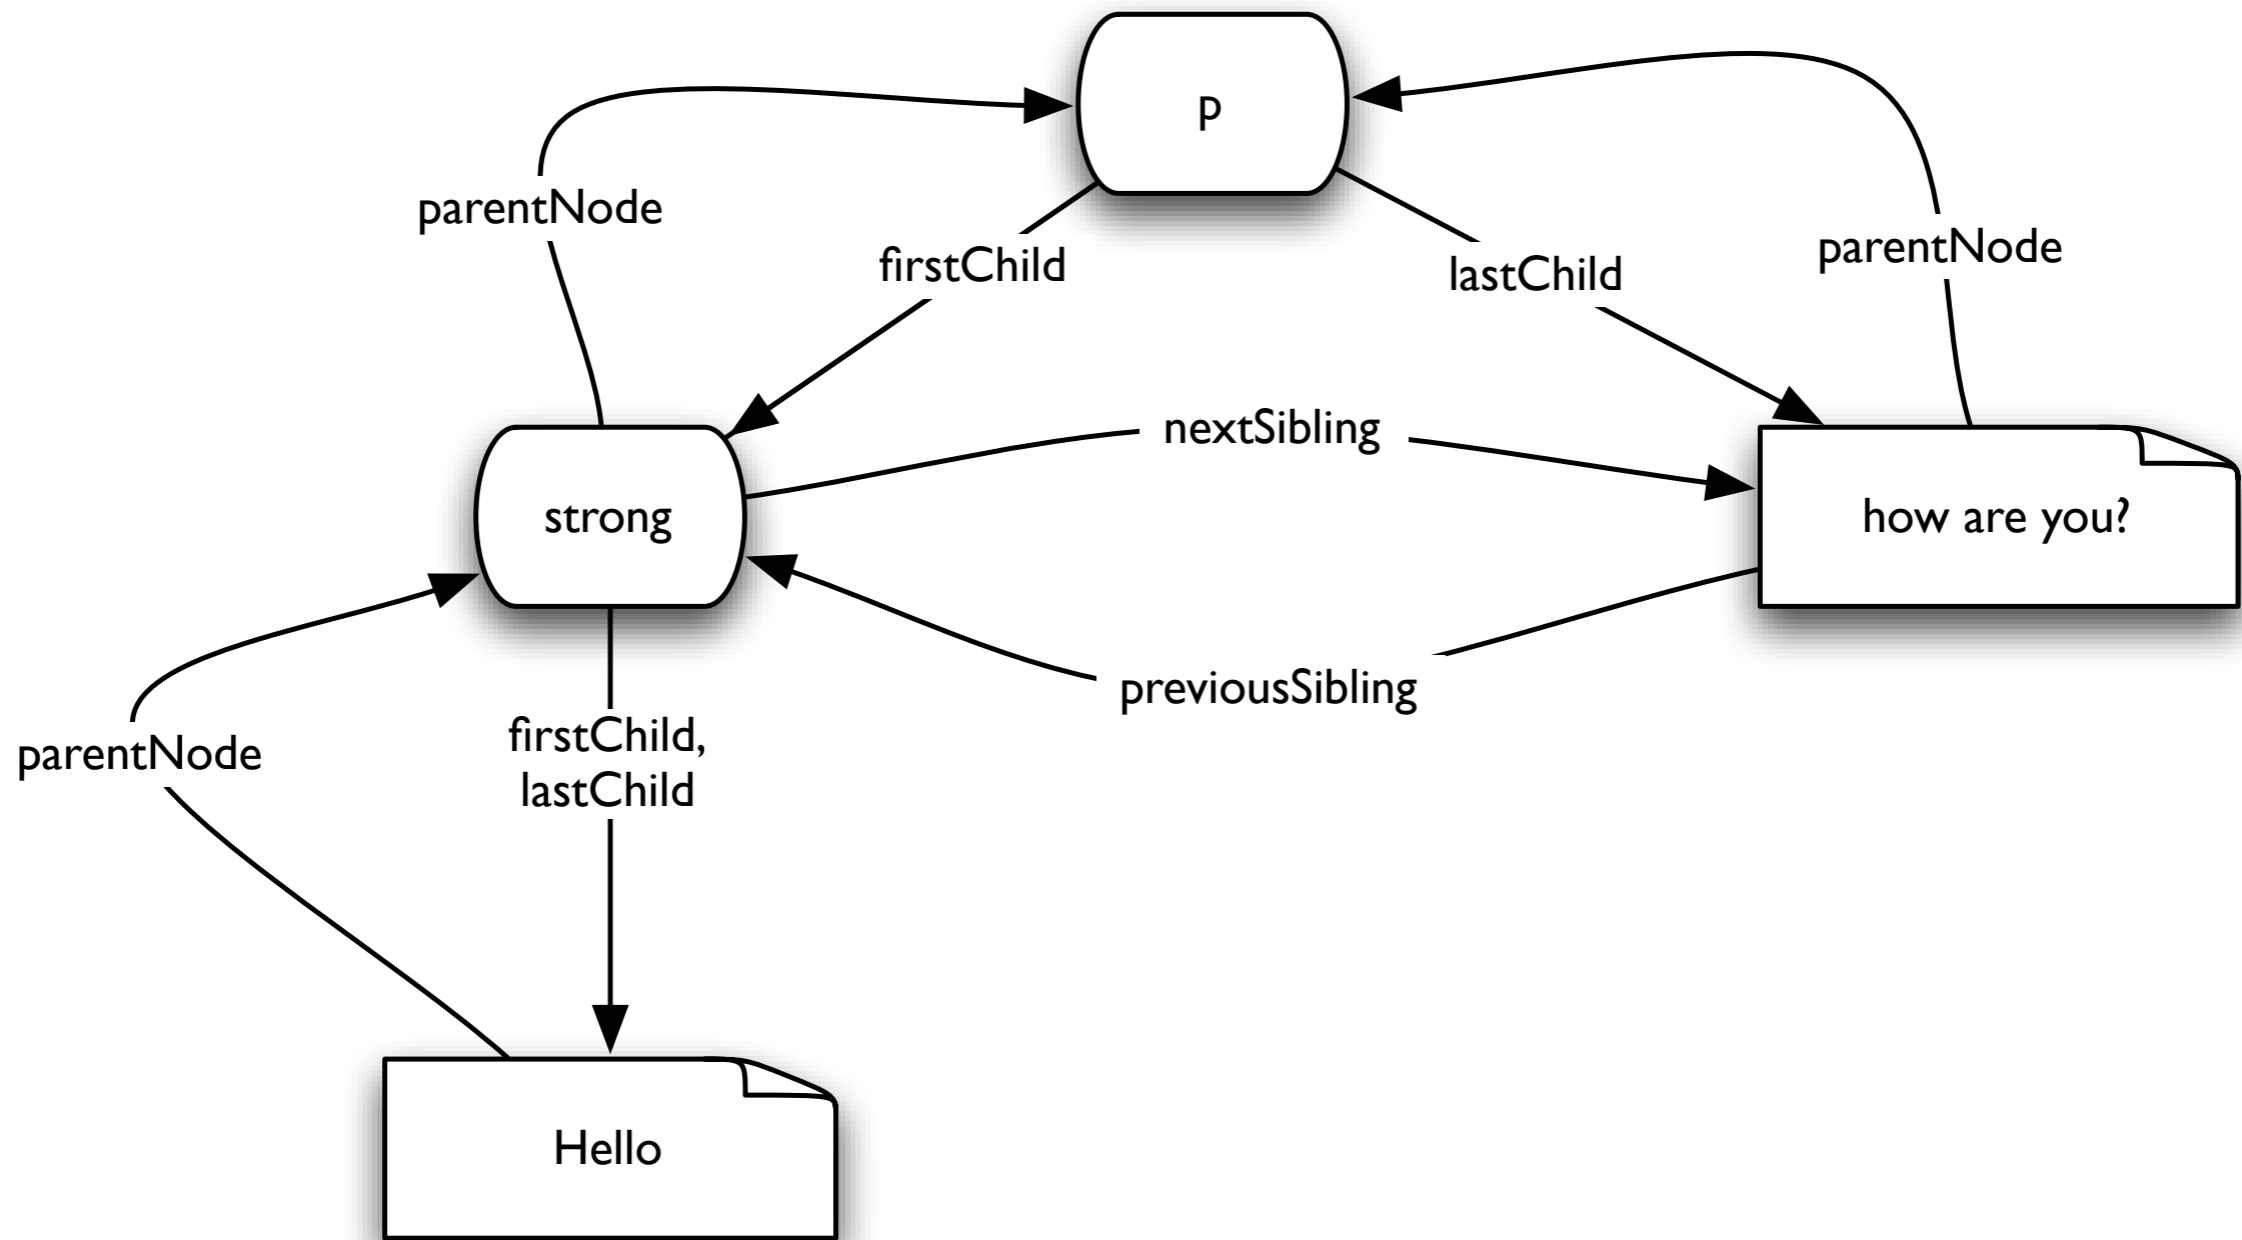 p
parentNode
parentNode
firstChild
lastChild
nextSibling
strong
how are you?
previousSibling
parentNode
firstChild,
lastChild
Hello